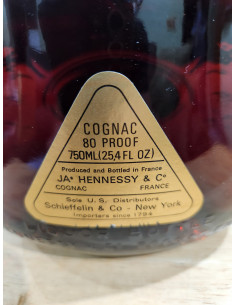 COGNAC
80 PROOF
750ML(25,4 FL OZ)
Produced and Bottled in France
JAˢ HENNESSY & Cº
COGNAC FRANCE
Sole U.S. Distributors
Schieffelin & Co - New York
Importers since 1794